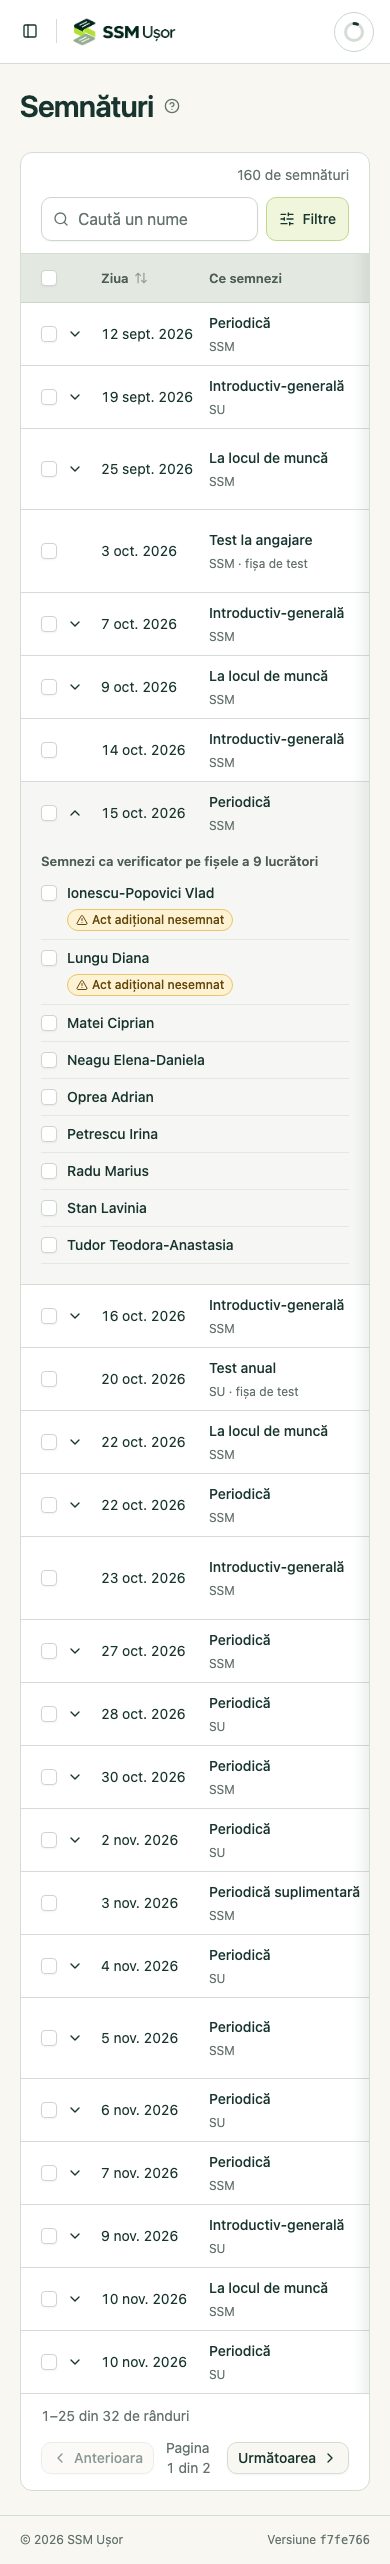 SSM Ușor
Semnături
160 de semnături
Caută un nume
Filtre
Ziua
Ce semnezi
12 sept. 2026
Periodică
SSM
19 sept. 2026
Introductiv-generală
SU
25 sept. 2026
La locul de muncă
SSM
3 oct. 2026
Test la angajare
SSM · fișa de test
7 oct. 2026
Introductiv-generală
SSM
9 oct. 2026
La locul de muncă
SSM
14 oct. 2026
Introductiv-generală
SSM
15 oct. 2026
Periodică
SSM
Semnezi ca verificator pe fișele a 9 lucrători
Ionescu-Popovici Vlad
Act adițional nesemnat
Lungu Diana
Act adițional nesemnat
Matei Ciprian
Neagu Elena-Daniela
Oprea Adrian
Petrescu Irina
Radu Marius
Stan Lavinia
Tudor Teodora-Anastasia
16 oct. 2026
Introductiv-generală
SSM
20 oct. 2026
Test anual
SU · fișa de test
22 oct. 2026
La locul de muncă
SSM
22 oct. 2026
Periodică
SSM
23 oct. 2026
Introductiv-generală
SSM
27 oct. 2026
Periodică
SSM
28 oct. 2026
Periodică
SU
30 oct. 2026
Periodică
SSM
2 nov. 2026
Periodică
SU
3 nov. 2026
Periodică suplimentară
SSM
4 nov. 2026
Periodică
SU
5 nov. 2026
Periodică
SSM
6 nov. 2026
Periodică
SU
7 nov. 2026
Periodică
SSM
9 nov. 2026
Introductiv-generală
SU
10 nov. 2026
La locul de muncă
SSM
10 nov. 2026
Periodică
SU
1–25 din 32 de rânduri
Anterioara
Pagina
1 din 2
Următoarea
© 2026 SSM Ușor
Versiune f7fe766